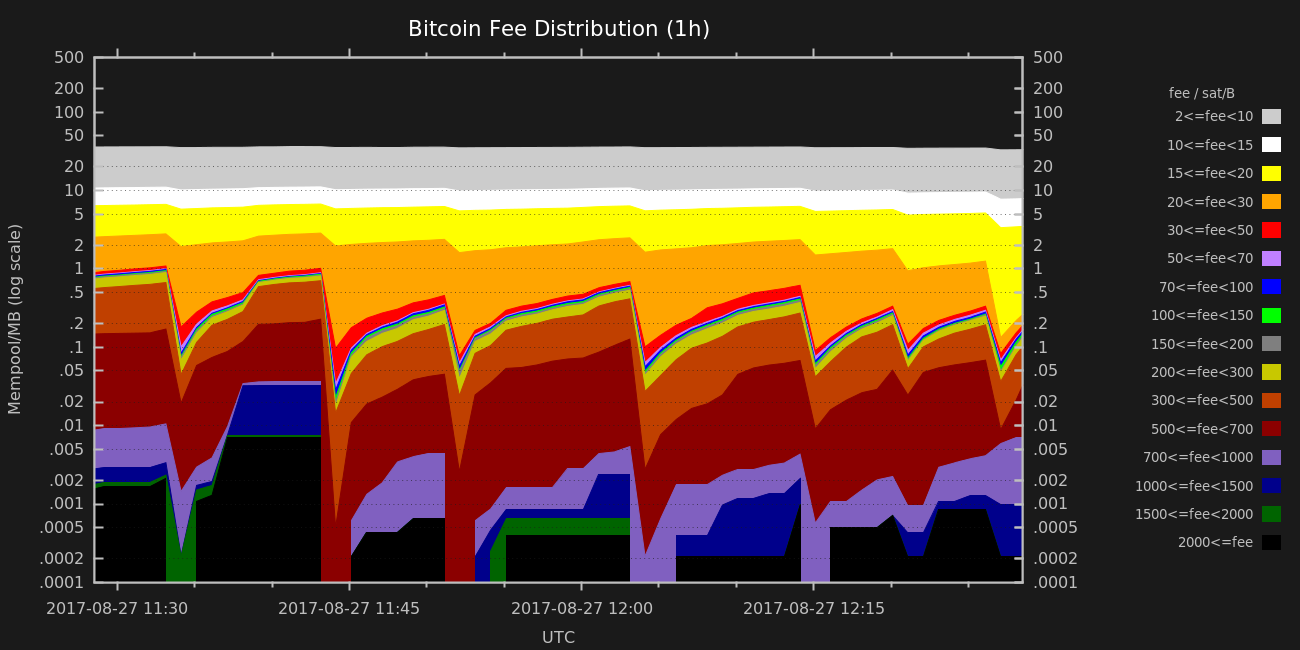 Bitcoin Fee Distribution (1h)
Mempool/MB (log scale)
500
200
100
50
20
10
5
2
1
.5
.2
.1
.05
.02
.01
.005
.002
.001
.0005
.0002
.0001
500
200
100
50
20
10
5
2
1
.5
.2
.1
.05
.02
.01
.005
.002
.001
.0005
.0002
.0001
2017-08-27 11:30
2017-08-27 11:45
2017-08-27 12:00
2017-08-27 12:15
UTC
fee / sat/B
2<=fee<10
10<=fee<15
15<=fee<20
20<=fee<30
30<=fee<50
50<=fee<70
70<=fee<100
100<=fee<150
150<=fee<200
200<=fee<300
300<=fee<500
500<=fee<700
700<=fee<1000
1000<=fee<1500
1500<=fee<2000
2000<=fee